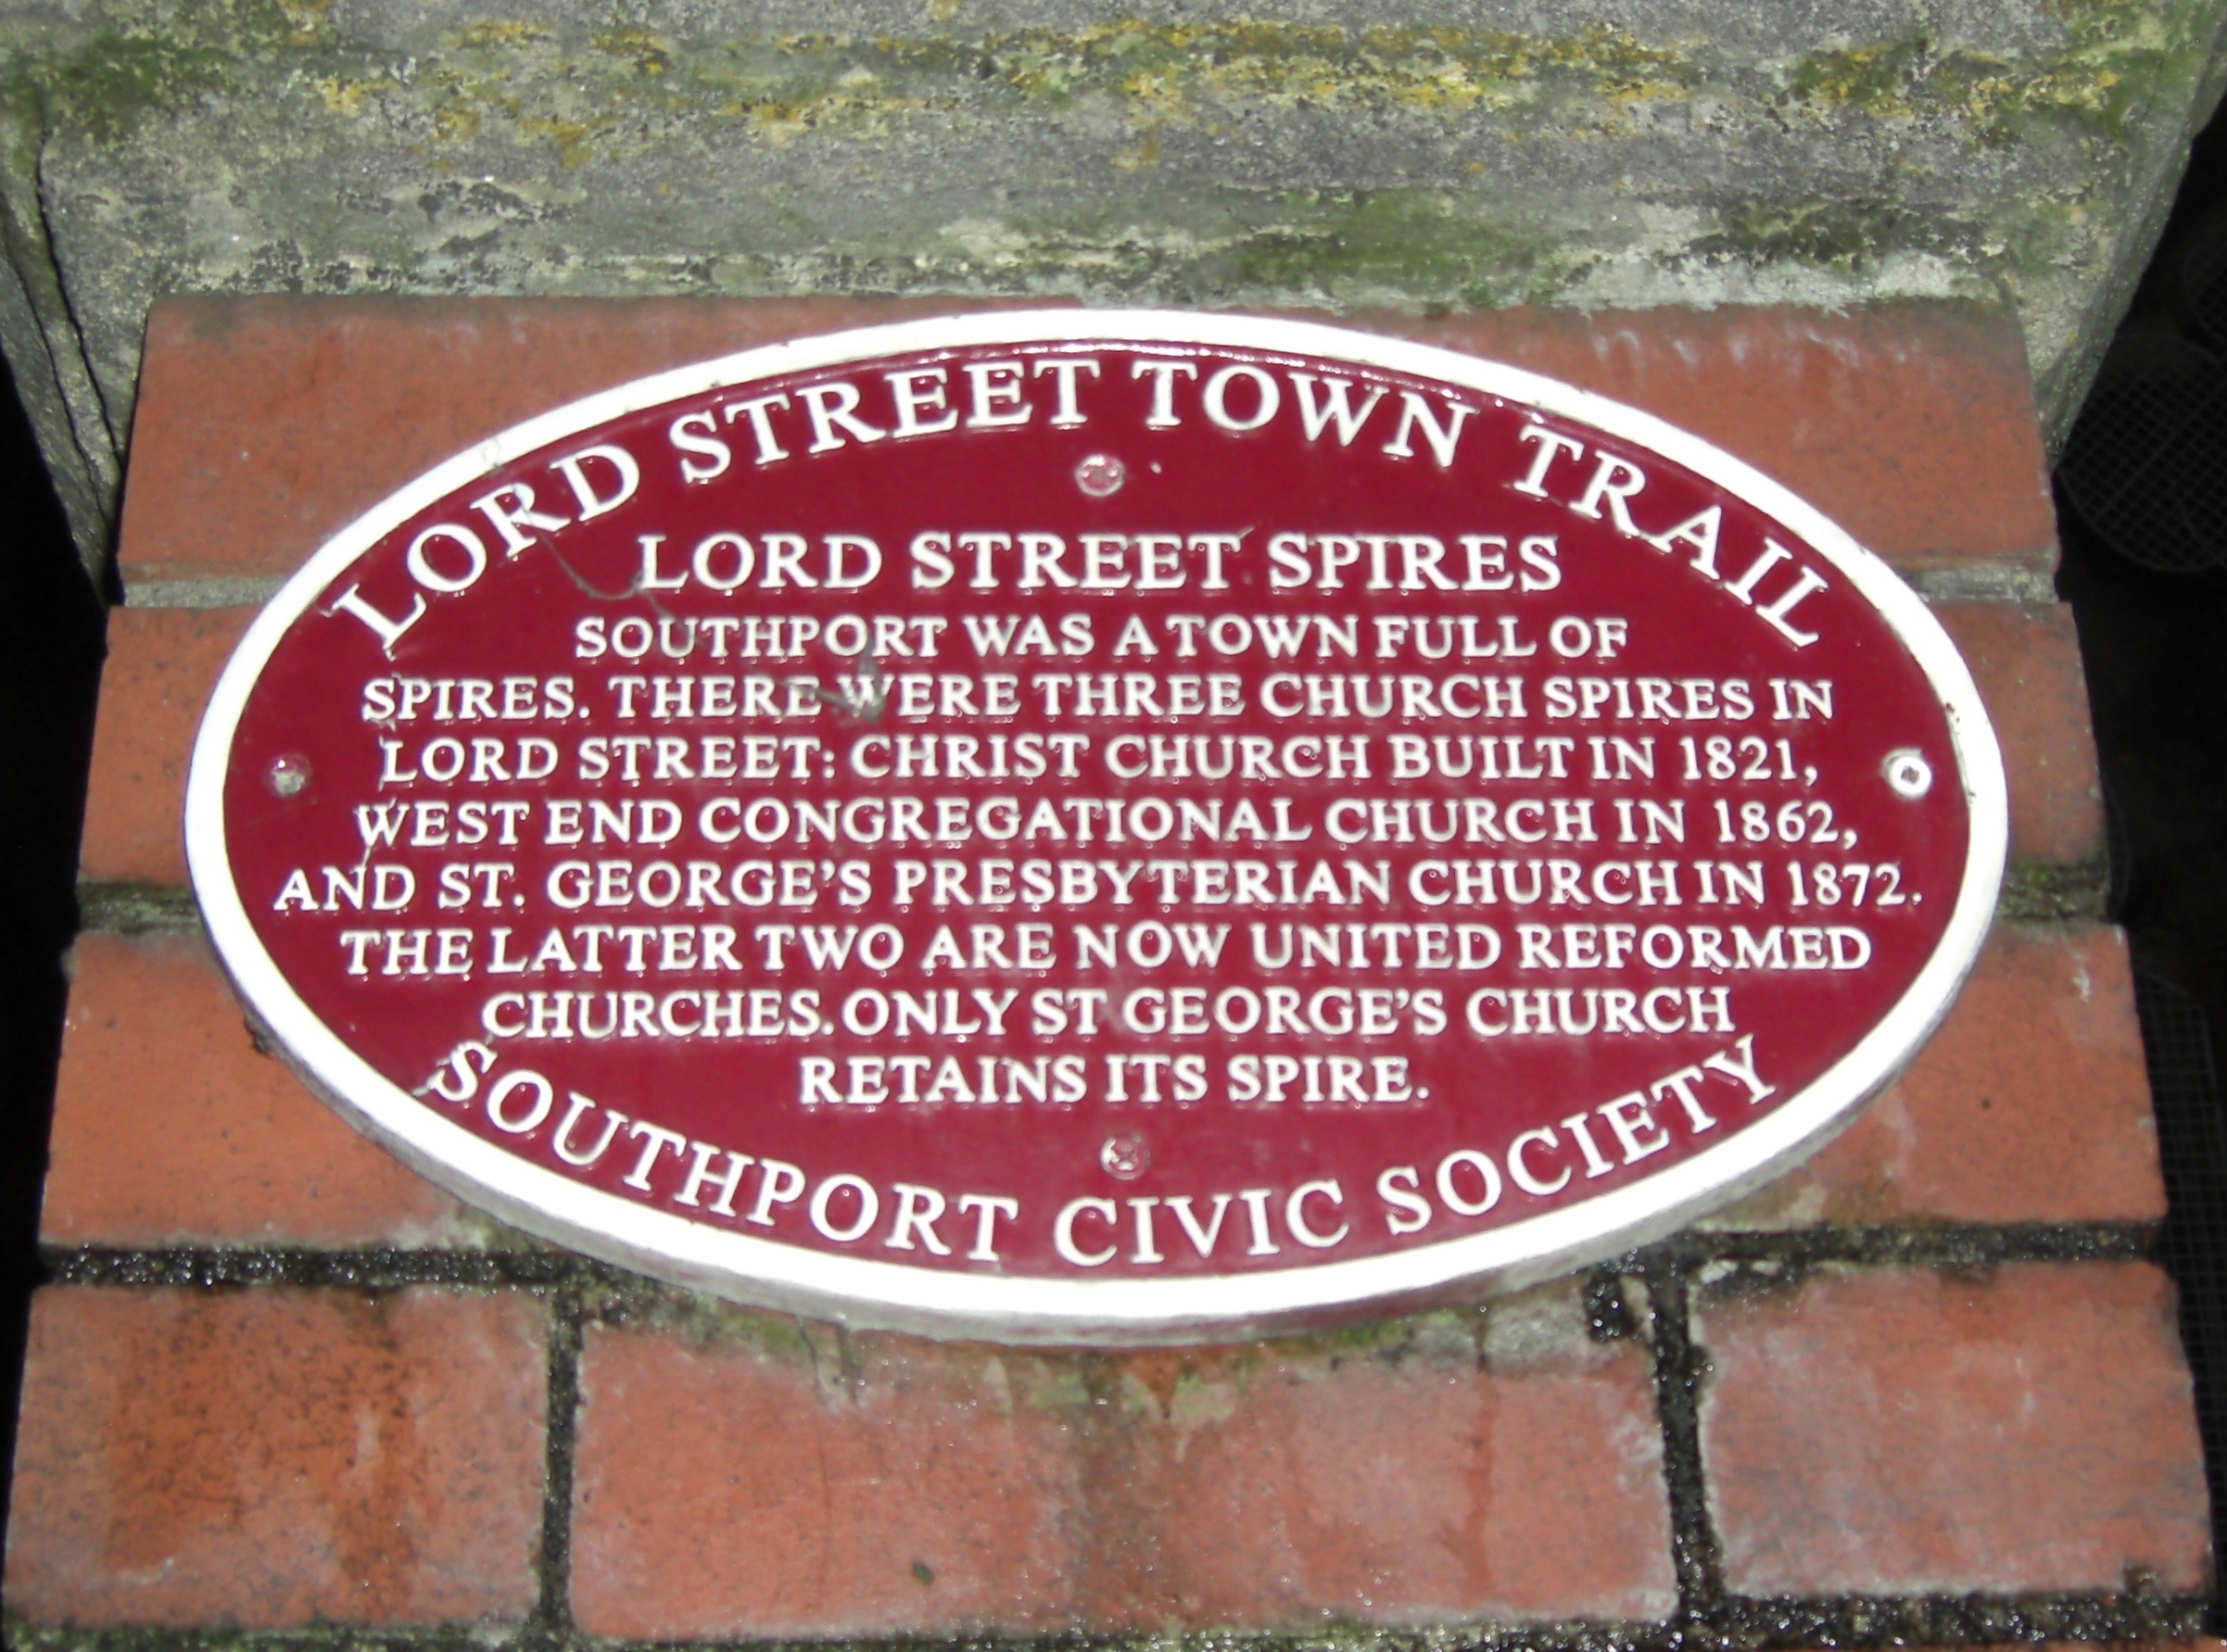 LORD STREET TOWN TRAIL
LORD STREET SPIRES
SOUTHPORT WAS A TOWN FULL OF
SPIRES. THERE WERE THREE CHURCH SPIRES IN
LORD STREET: CHRIST CHURCH BUILT IN 1821,
WEST END CONGREGATIONAL CHURCH IN 1862,
AND ST. GEORGE'S PRESBYTERIAN CHURCH IN 1872.
THE LATTER TWO ARE NOW UNITED REFORMED
CHURCHES. ONLY ST GEORGE'S CHURCH
RETAINS ITS SPIRE.
SOUTHPORT CIVIC SOCIETY